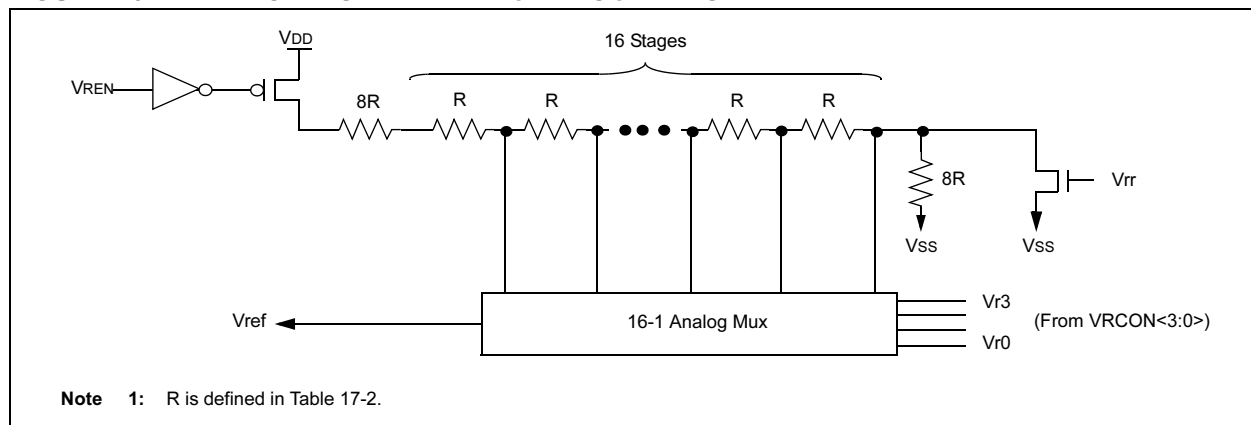 VDD
16 Stages
VREN
8R
R
R
R
R
8R
Vrr
VSS
VSS
Vref
16-1 Analog Mux
Vr3
(From VRCON<3:0>)
Vr0
Note 1: R is defined in Table 17-2.